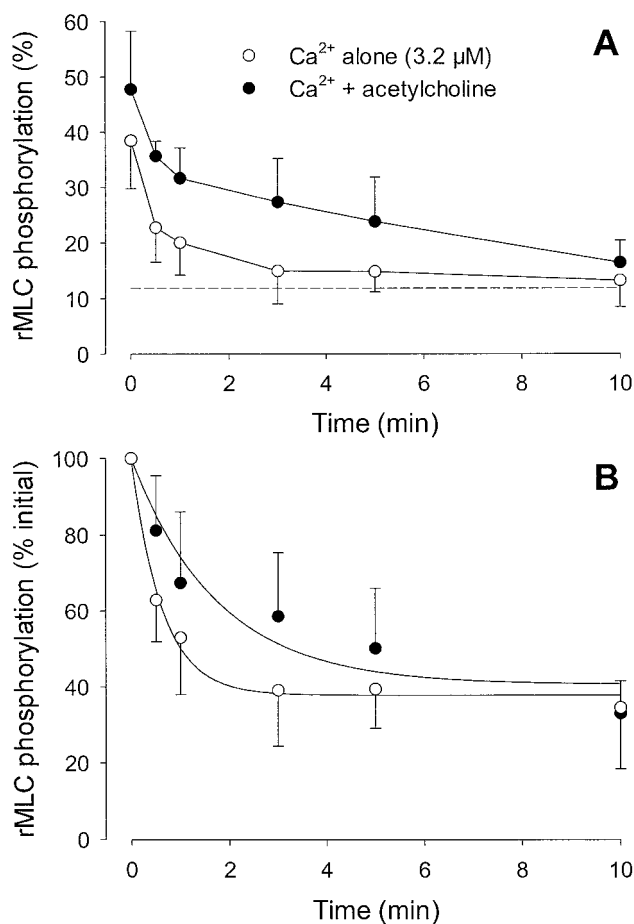 A
○ Ca²⁺ alone (3.2 µM)
● Ca²⁺ + acetylcholine
rMLC phosphorylation (%)
60
50
40
30
20
10
0
0 2 4 6 8 10
Time (min)
B
rMLC phosphorylation (% initial)
100
80
60
40
20
0
0 2 4 6 8 10
Time (min)